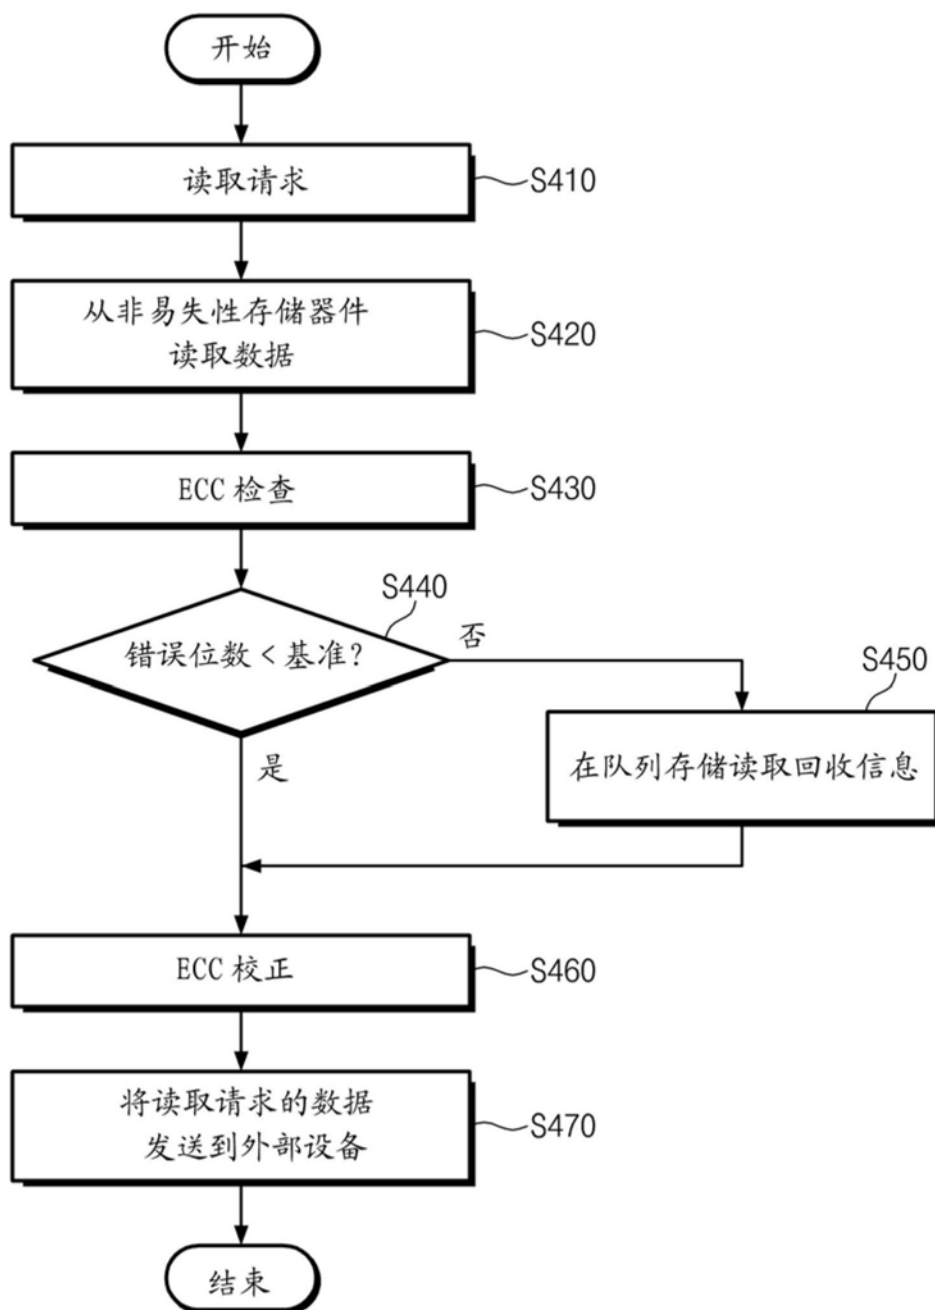 开始
读取请求
S410
从非易失性存储器件
读取数据
S420
ECC 检查
S430
S440
错误位数 < 基准?
否
是
S450
在队列存储读取回收信息
ECC 校正
S460
将读取请求的数据
发送到外部设备
S470
结束